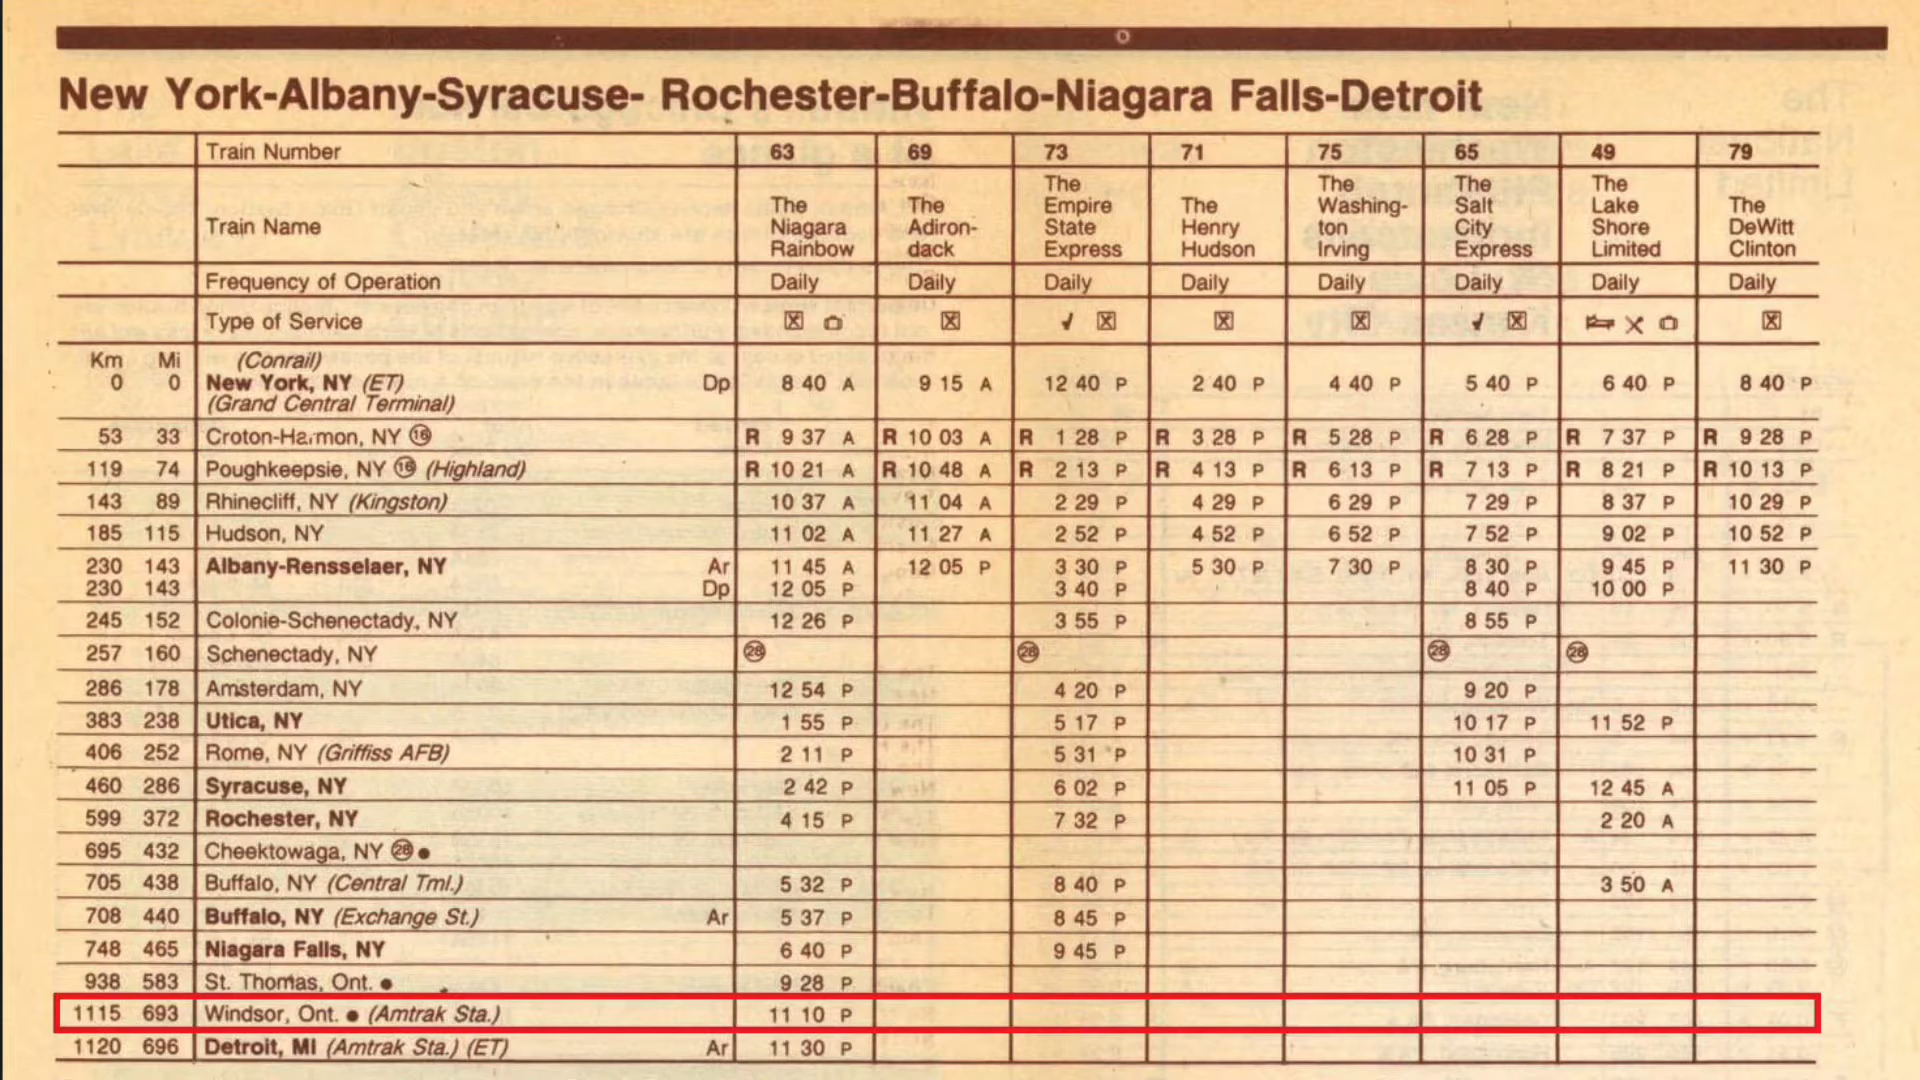 New York-Albany-Syracuse- Rochester-Buffalo-Niagara Falls-Detroit
Train Number 63 69 73 71 75 65 49 79
Train Name The Niagara Rainbow The Adiron-dack The Empire State Express The Henry Hudson The Washing-ton Irving The Salt City Express The Lake Shore Limited The DeWitt Clinton
Frequency of Operation Daily Daily Daily Daily Daily Daily Daily Daily
Type of Service
Km Mi (Conrail)
0 0 New York, NY (ET) Dp 8 40 A 9 15 A 12 40 P 2 40 P 4 40 P 5 40 P 6 40 P 8 40 P
(Grand Central Terminal)
53 33 Croton-Harmon, NY ⑯ R 9 37 A R 10 03 A R 1 28 P R 3 28 P R 5 28 P R 6 28 P R 7 37 P R 9 28 P
119 74 Poughkeepsie, NY ⑯ (Highland) R 10 21 A R 10 48 A R 2 13 P R 4 13 P R 6 13 P R 7 13 P R 8 21 P R 10 13 P
143 89 Rhinecliff, NY (Kingston) 10 37 A 11 04 A 2 29 P 4 29 P 6 29 P 7 29 P 8 37 P 10 29 P
185 115 Hudson, NY 11 02 A 11 27 A 2 52 P 4 52 P 6 52 P 7 52 P 9 02 P 10 52 P
230 143 Albany-Rensselaer, NY Ar 11 45 A 12 05 P 3 30 P 5 30 P 7 30 P 8 30 P 9 45 P 11 30 P
230 143 Dp 12 05 P 3 40 P 8 40 P 10 00 P
245 152 Colonie-Schenectady, NY 12 26 P 3 55 P 8 55 P
257 160 Schenectady, NY ㉘ ㉘ ㉘ ㉘
286 178 Amsterdam, NY 12 54 P 4 20 P 9 20 P
383 238 Utica, NY 1 55 P 5 17 P 10 17 P 11 52 P
406 252 Rome, NY (Griffiss AFB) 2 11 P 5 31 P 10 31 P
460 286 Syracuse, NY 2 42 P 6 02 P 11 05 P 12 45 A
599 372 Rochester, NY 4 15 P 7 32 P 2 20 A
695 432 Cheektowaga, NY ㉘ ●
705 438 Buffalo, NY (Central Tml.) 5 32 P 8 40 P 3 50 A
708 440 Buffalo, NY (Exchange St.) Ar 5 37 P 8 45 P
748 465 Niagara Falls, NY 6 40 P 9 45 P
938 583 St. Thomas, Ont. ● 9 28 P
1115 693 Windsor, Ont. ● (Amtrak Sta.) 11 10 P
1120 696 Detroit, MI (Amtrak Sta.) (ET) Ar 11 30 P